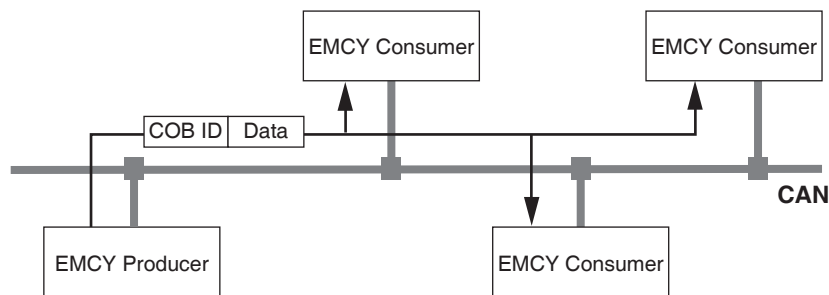 EMCY Consumer
EMCY Consumer
COB ID
Data
CAN
EMCY Producer
EMCY Consumer